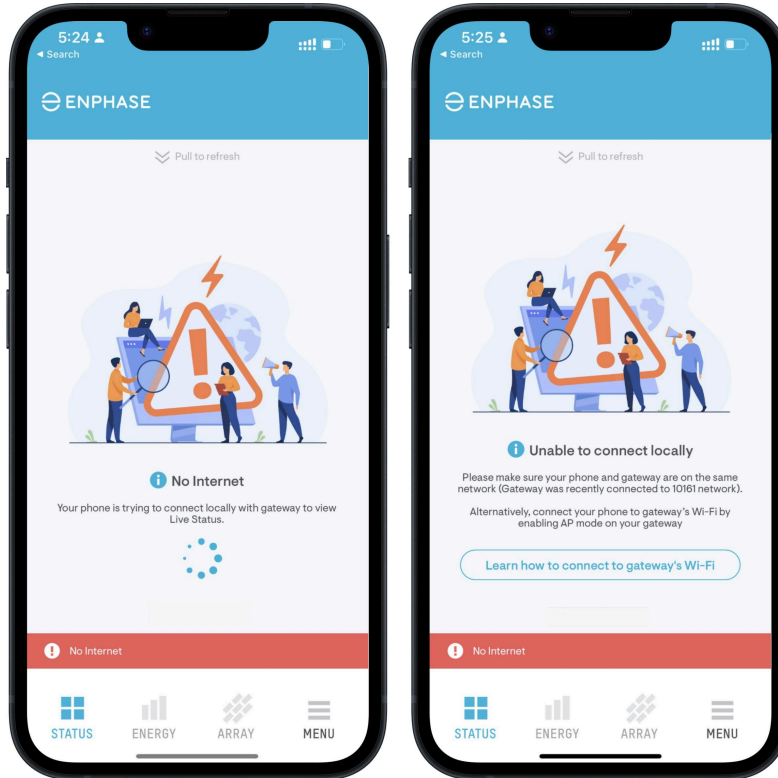 5:24
Search
ENPHASE
Pull to refresh
No Internet
Your phone is trying to connect locally with gateway to view
Live Status.
No Internet
STATUS
ENERGY
ARRAY
MENU
5:25
Search
ENPHASE
Pull to refresh
Unable to connect locally
Please make sure your phone and gateway are on the same
network (Gateway was recently connected to 10161 network).
Alternatively, connect your phone to gateway's Wi-Fi by
enabling AP mode on your gateway
Learn how to connect to gateway's Wi-Fi
No Internet
STATUS
ENERGY
ARRAY
MENU